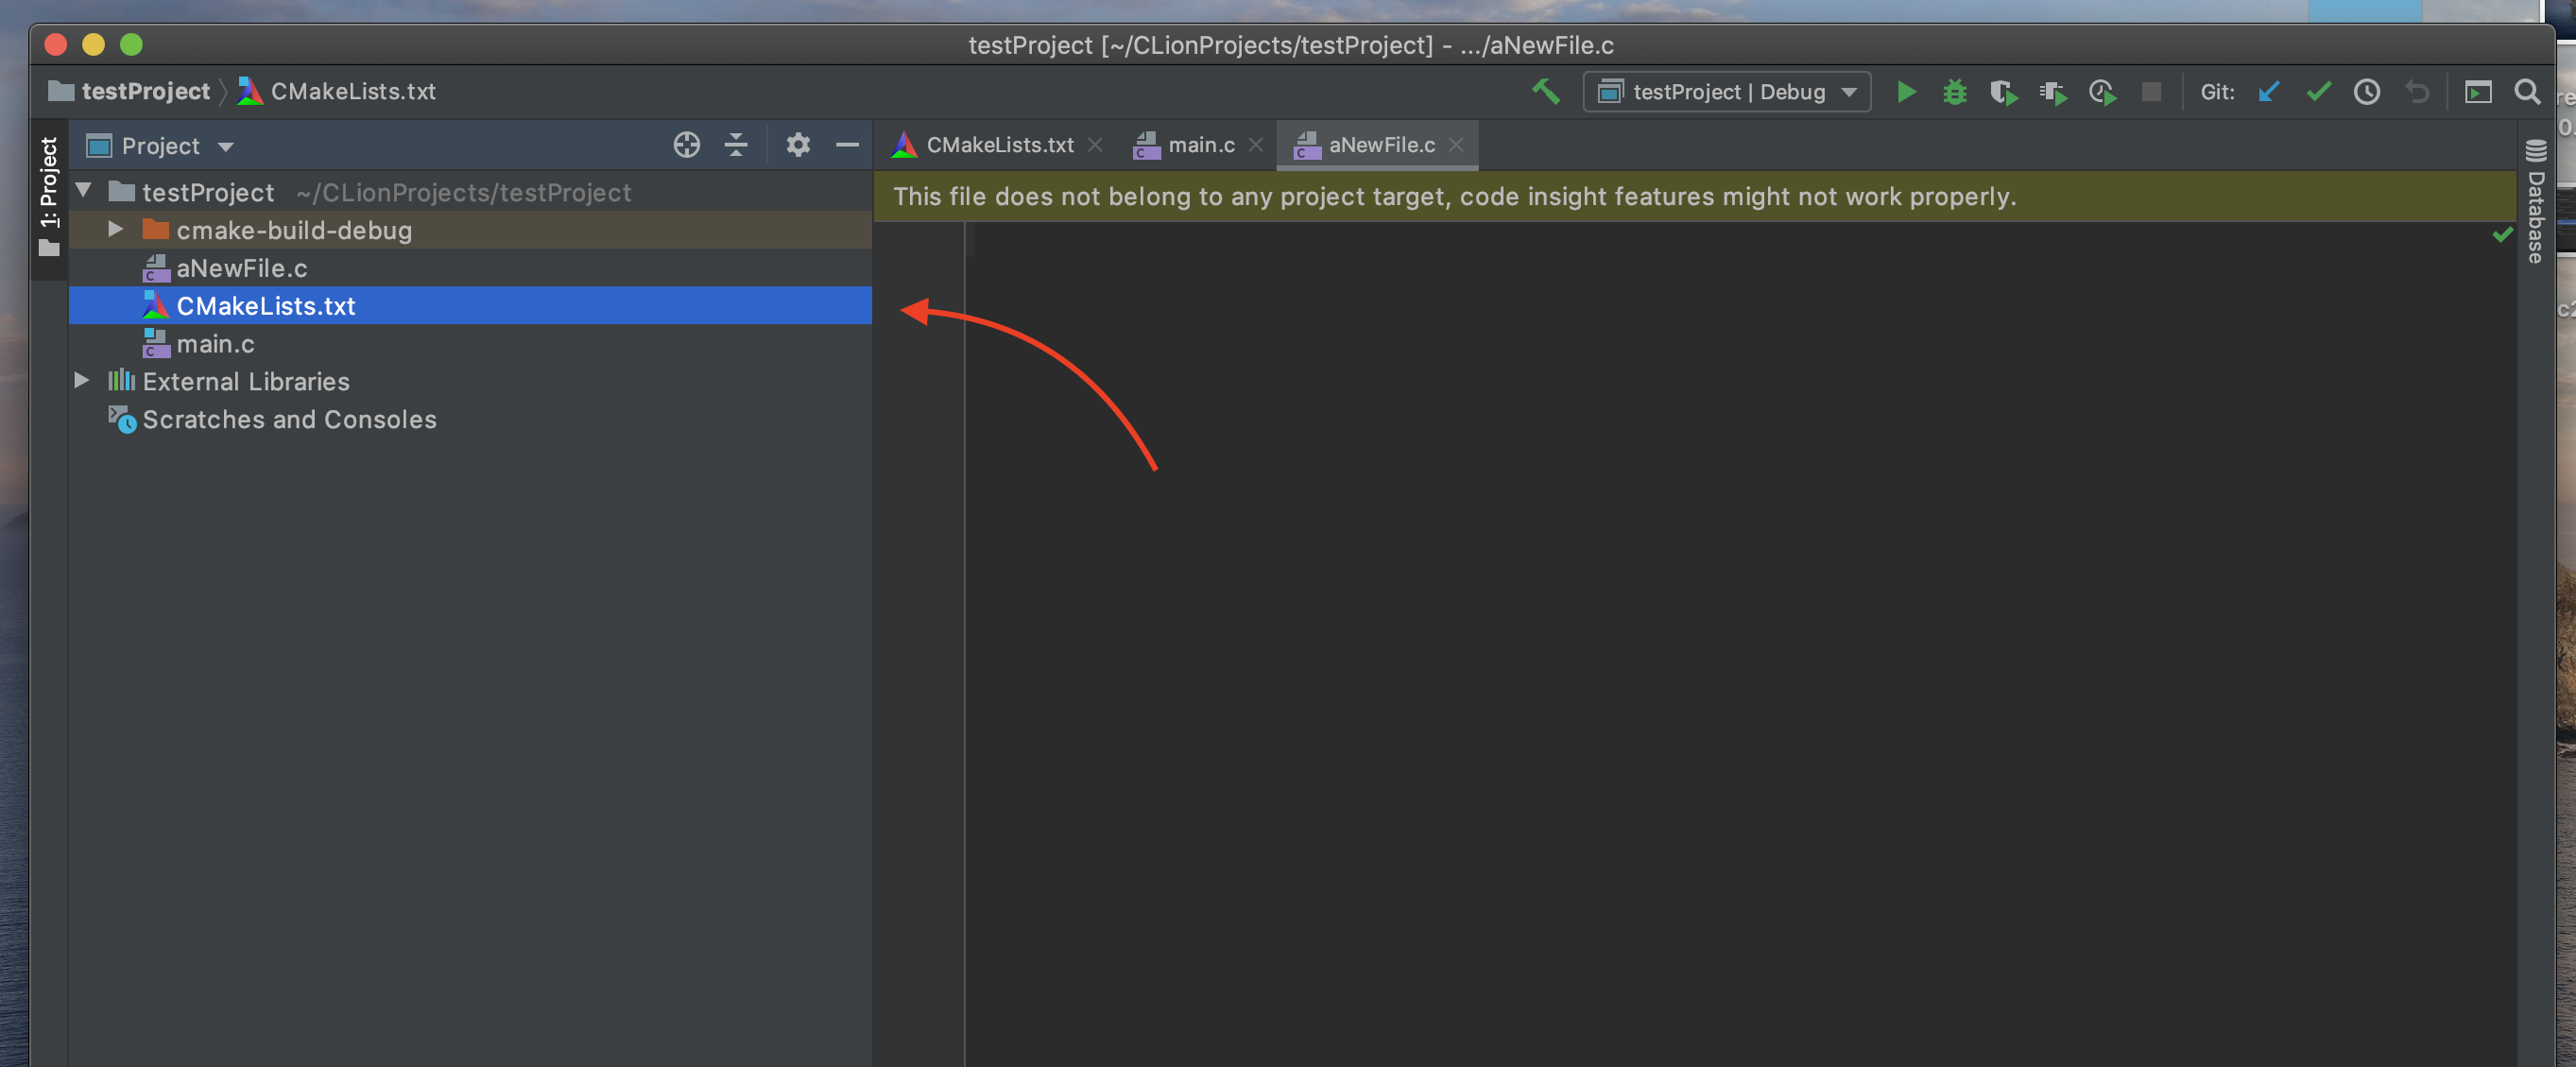 testProject [~/CLionProjects/testProject] - .../aNewFile.c
testProject CMakeLists.txt
testProject | Debug
Git:
1: Project
Project
CMakeLists.txt
main.c
aNewFile.c
testProject ~/CLionProjects/testProject
cmake-build-debug
aNewFile.c
CMakeLists.txt
main.c
External Libraries
Scratches and Consoles
This file does not belong to any project target, code insight features might not work properly.
Database